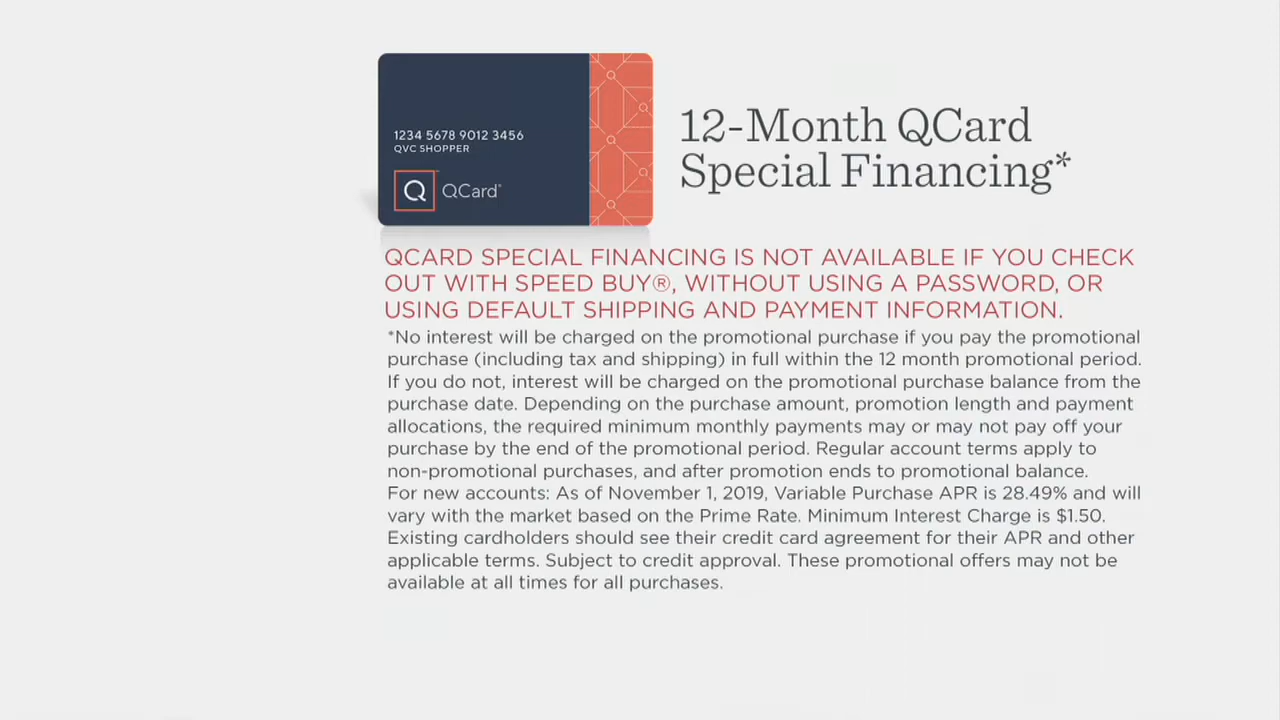 1234 5678 9012 3456
QVC SHOPPER
Q QCard®
12-Month QCard
Special Financing*
QCARD SPECIAL FINANCING IS NOT AVAILABLE IF YOU CHECK
OUT WITH SPEED BUY®, WITHOUT USING A PASSWORD, OR
USING DEFAULT SHIPPING AND PAYMENT INFORMATION.
*No interest will be charged on the promotional purchase if you pay the promotional
purchase (including tax and shipping) in full within the 12 month promotional period.
If you do not, interest will be charged on the promotional purchase balance from the
purchase date. Depending on the purchase amount, promotion length and payment
allocations, the required minimum monthly payments may or may not pay off your
purchase by the end of the promotional period. Regular account terms apply to
non-promotional purchases, and after promotion ends to promotional balance.
For new accounts: As of November 1, 2019, Variable Purchase APR is 28.49% and will
vary with the market based on the Prime Rate. Minimum Interest Charge is $1.50.
Existing cardholders should see their credit card agreement for their APR and other
applicable terms. Subject to credit approval. These promotional offers may not be
available at all times for all purchases.